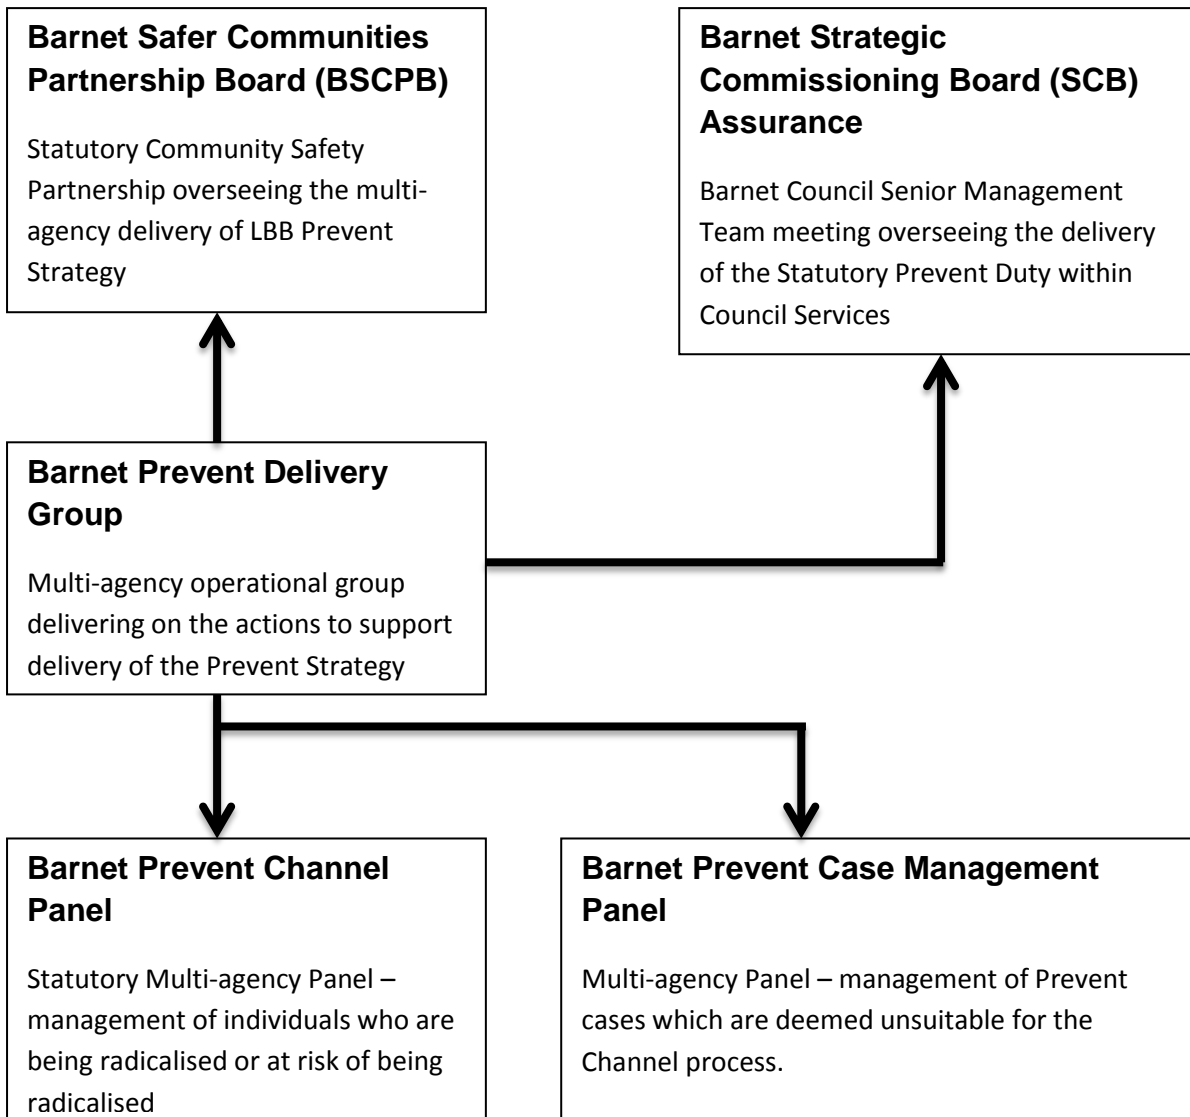 Barnet Safer Communities
Partnership Board (BSCPB)
Statutory Community Safety
Partnership overseeing the multi-
agency delivery of LBB Prevent
Strategy
Barnet Strategic
Commissioning Board (SCB)
Assurance
Barnet Council Senior Management
Team meeting overseeing the delivery
of the Statutory Prevent Duty within
Council Services
Barnet Prevent Delivery
Group
Multi-agency operational group
delivering on the actions to support
delivery of the Prevent Strategy
Barnet Prevent Channel
Panel
Statutory Multi-agency Panel –
management of individuals who are
being radicalised or at risk of being
radicalised
Barnet Prevent Case Management
Panel
Multi-agency Panel – management of Prevent
cases which are deemed unsuitable for the
Channel process.